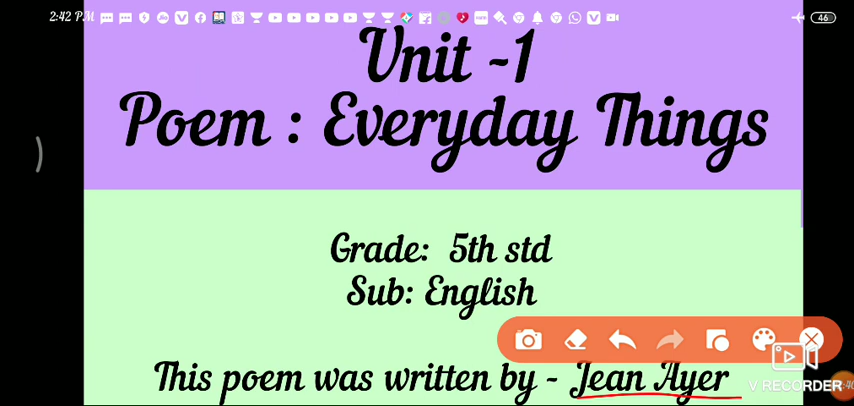 2:42 PM
46
Unit -1
Poem : Everyday Things
Grade: 5th std
Sub: English
This poem was written by - Jean Ayer
V RECORDER